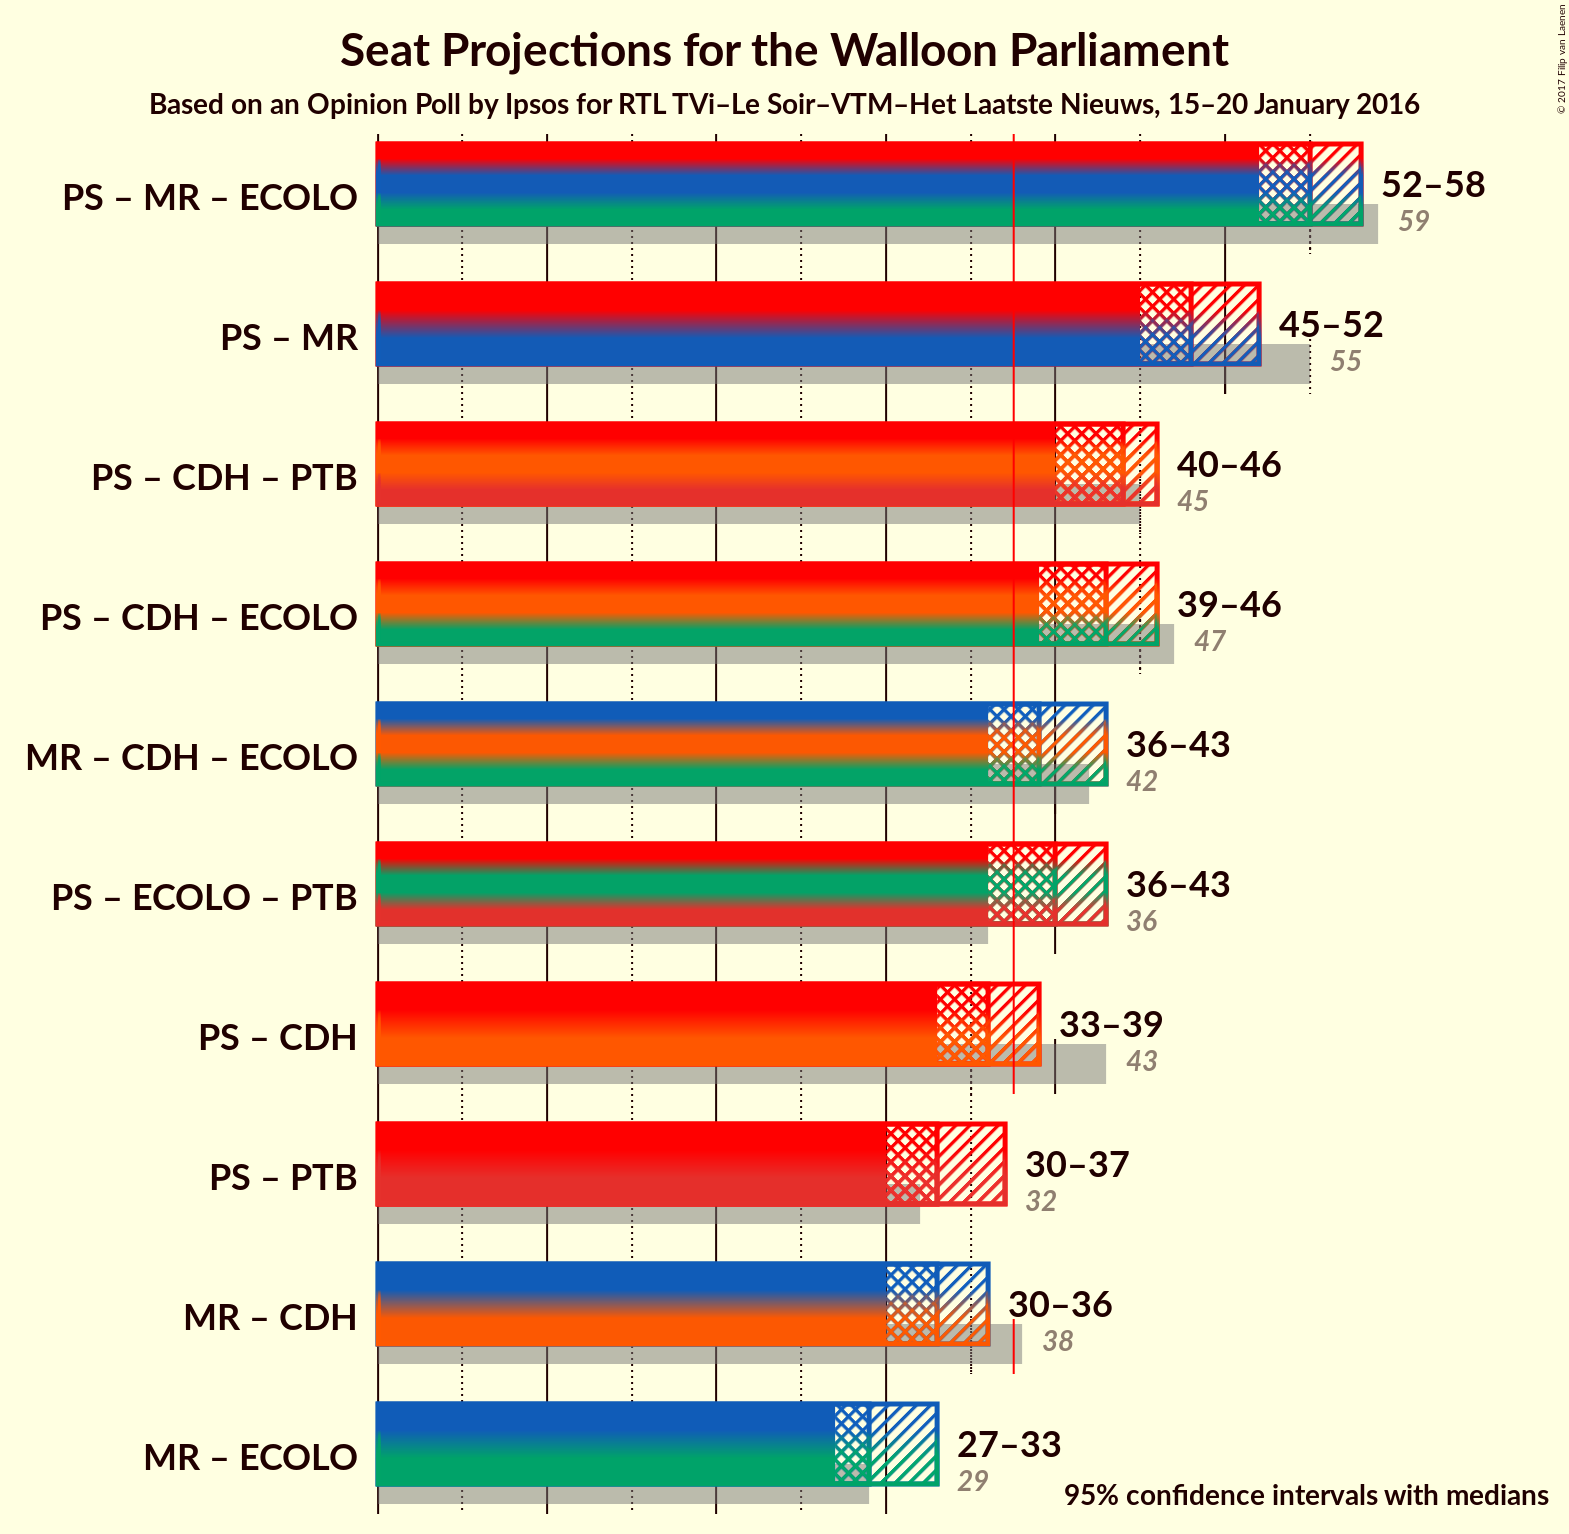 Seat Projections for the Walloon Parliament
Based on an Opinion Poll by Ipsos for RTL TVi–Le Soir–VTM–Het Laatste Nieuws, 15–20 January 2016
© 2017 Filip van Laenen
PS – MR – ECOLO
52–58
59
PS – MR
45–52
55
PS – CDH – PTB
40–46
45
PS – CDH – ECOLO
39–46
47
MR – CDH – ECOLO
36–43
42
PS – ECOLO – PTB
36–43
36
PS – CDH
33–39
43
PS – PTB
30–37
32
MR – CDH
30–36
38
MR – ECOLO
27–33
29
95% confidence intervals with medians